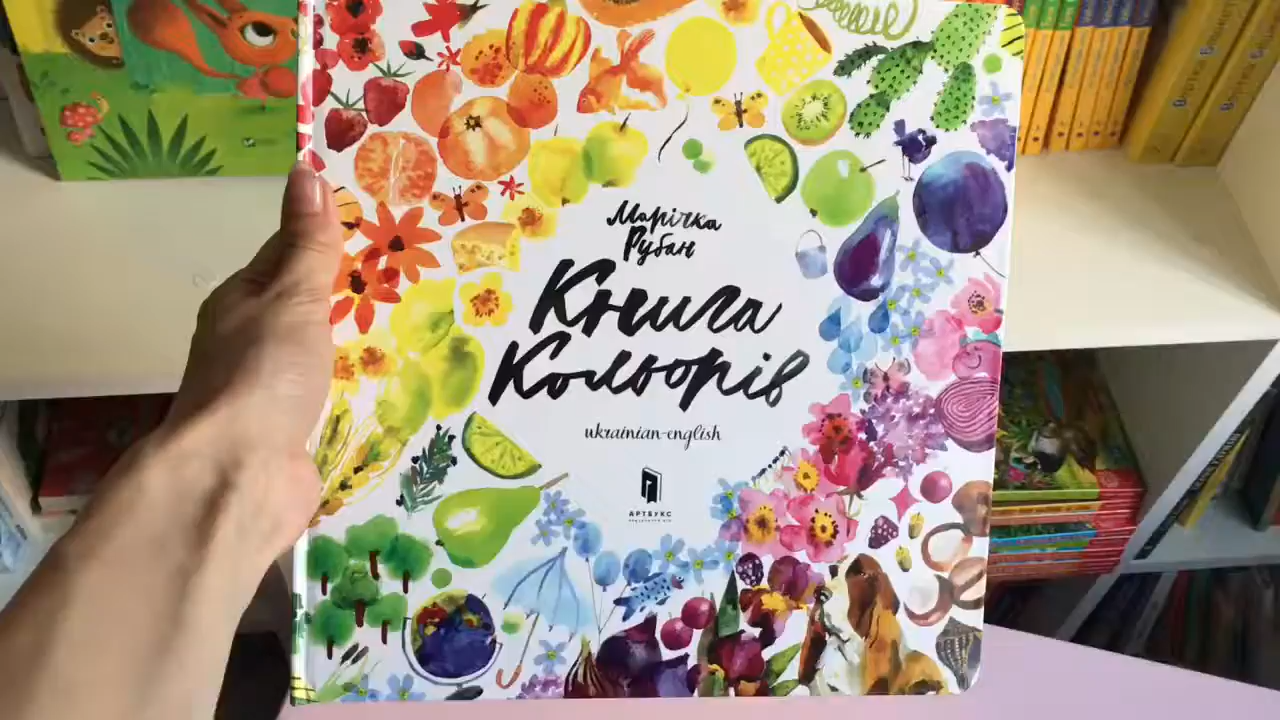 Марічка
Рубан
Книга
Кольорів
ukrainian-english
АРТБУКС